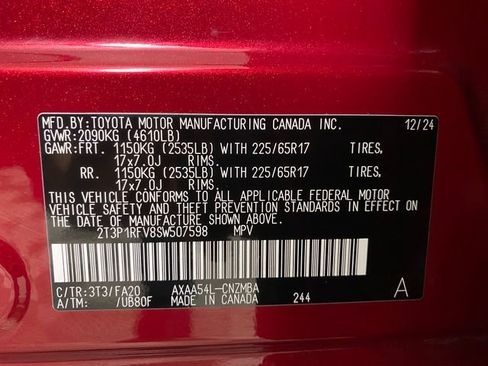 MFD.BY:TOYOTA MOTOR MANUFACTURING CANADA INC. 12/24
GVWR:2090KG (4610LB)
GAWR:FRT. 1150KG (2535LB) WITH 225/65R17 TIRES,
17x7.0J RIMS.
RR. 1150KG (2535LB) WITH 225/65R17 TIRES,
17x7.0J RIMS.
THIS VEHICLE CONFORMS TO ALL APPLICABLE FEDERAL MOTOR
VEHICLE SAFETY AND THEFT PREVENTION STANDARDS IN EFFECT ON
THE DATE OF MANUFACTURE SHOWN ABOVE.
2T3P1RFV8SW507598 MPV
C/TR:3T3/FA20 AXAA54L-CNZMBA
A/TM: /UB80F MADE IN CANADA 244 A